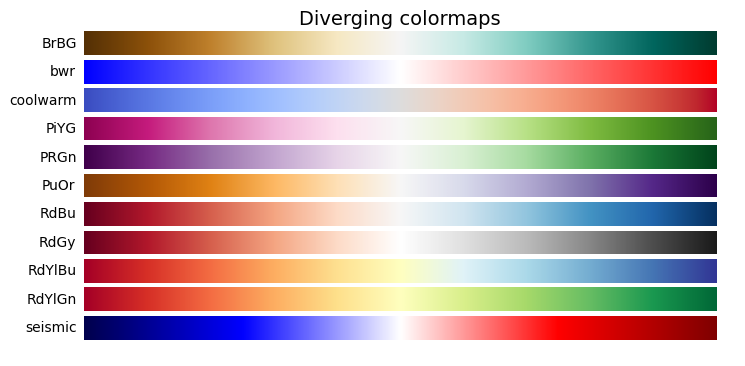 Diverging colormaps
BrBG
bwr
coolwarm
PiYG
PRGn
PuOr
RdBu
RdGy
RdYlBu
RdYlGn
seismic